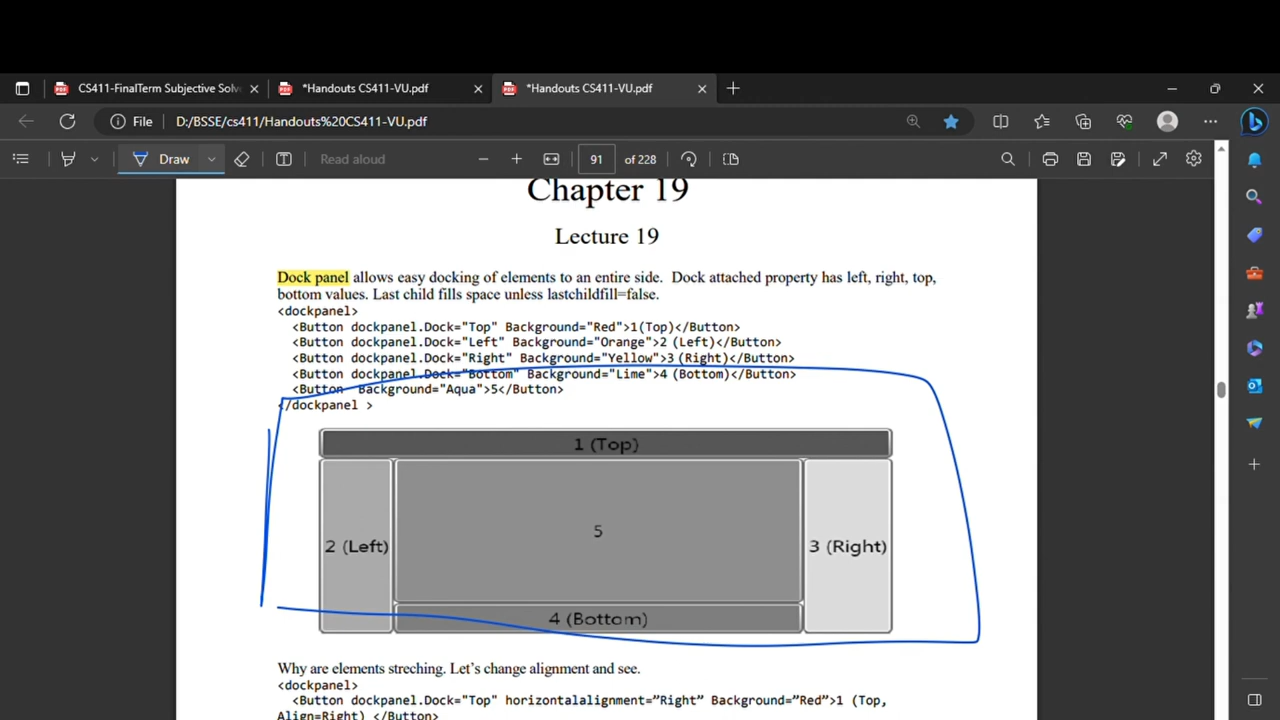 CS411-FinalTerm Subjective Solv
*Handouts CS411-VU.pdf
*Handouts CS411-VU.pdf
File
D:/BSSE/cs411/Handouts%20CS411-VU.pdf
Draw
Read aloud
91 of 228
Chapter 19
Lecture 19
Dock panel allows easy docking of elements to an entire side. Dock attached property has left, right, top,
bottom values. Last child fills space unless lastchildfill=false.
<dockpanel>
<Button dockpanel.Dock="Top" Background="Red">1(Top)</Button>
<Button dockpanel.Dock="Left" Background="Orange">2 (Left)</Button>
<Button dockpanel.Dock="Right" Background="Yellow">3 (Right)</Button>
<Button dockpanel.Dock="Bottom" Background="Lime">4 (Bottom)</Button>
<Button Background="Aqua">5</Button>
</dockpanel >
1 (Top)
2 (Left)
5
3 (Right)
4 (Bottom)
Why are elements streching. Let’s change alignment and see.
<dockpanel>
<Button dockpanel.Dock="Top" horizontalalignment=”Right” Background=”Red”>1 (Top,
Align=Right) </Button>